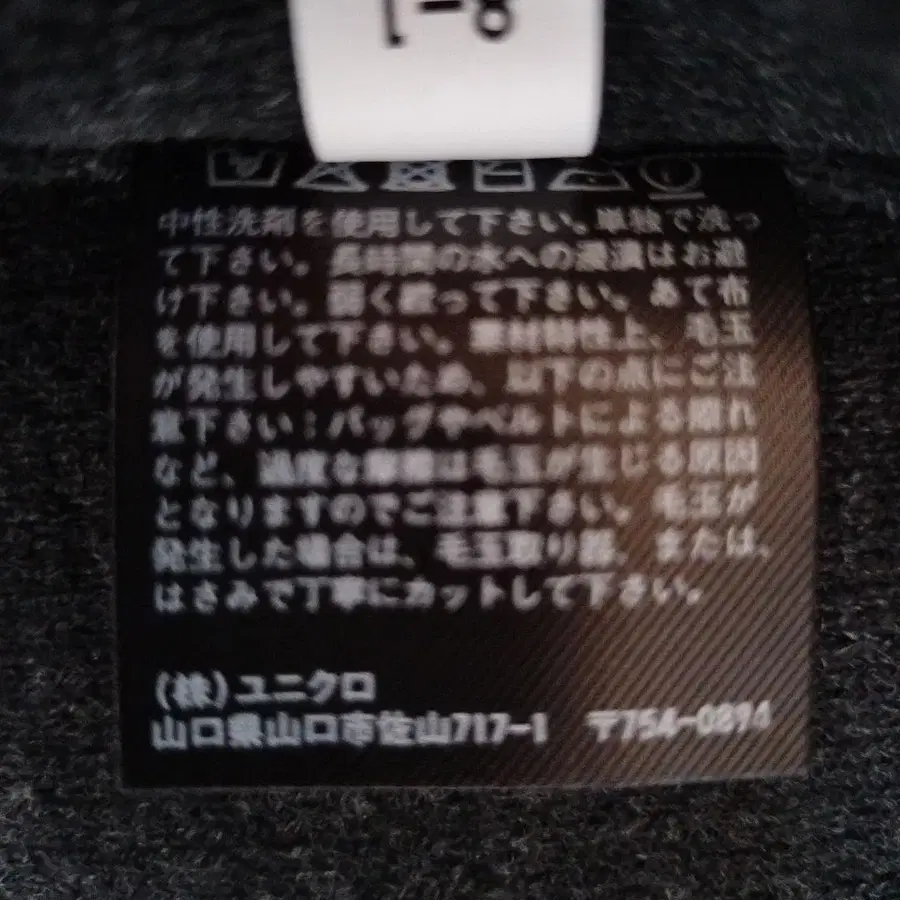 8-1
中性洗剤を使用して下さい。単独で洗っ
て下さい。長時間の水への浸漬はお避
け下さい。弱く絞って下さい。あて布
を使用して下さい。素材特性上、毛玉
が発生しやすいため、以下の点にご注
意下さい：バッグやベルトによる擦れ
など、過度な摩擦は毛玉が生じる原因
となりますのでご注意下さい。毛玉が
発生した場合は、毛玉取り器、または、
はさみで丁寧にカットして下さい。
(株)ユニクロ
山口県山口市佐山717-1 〒754-0894